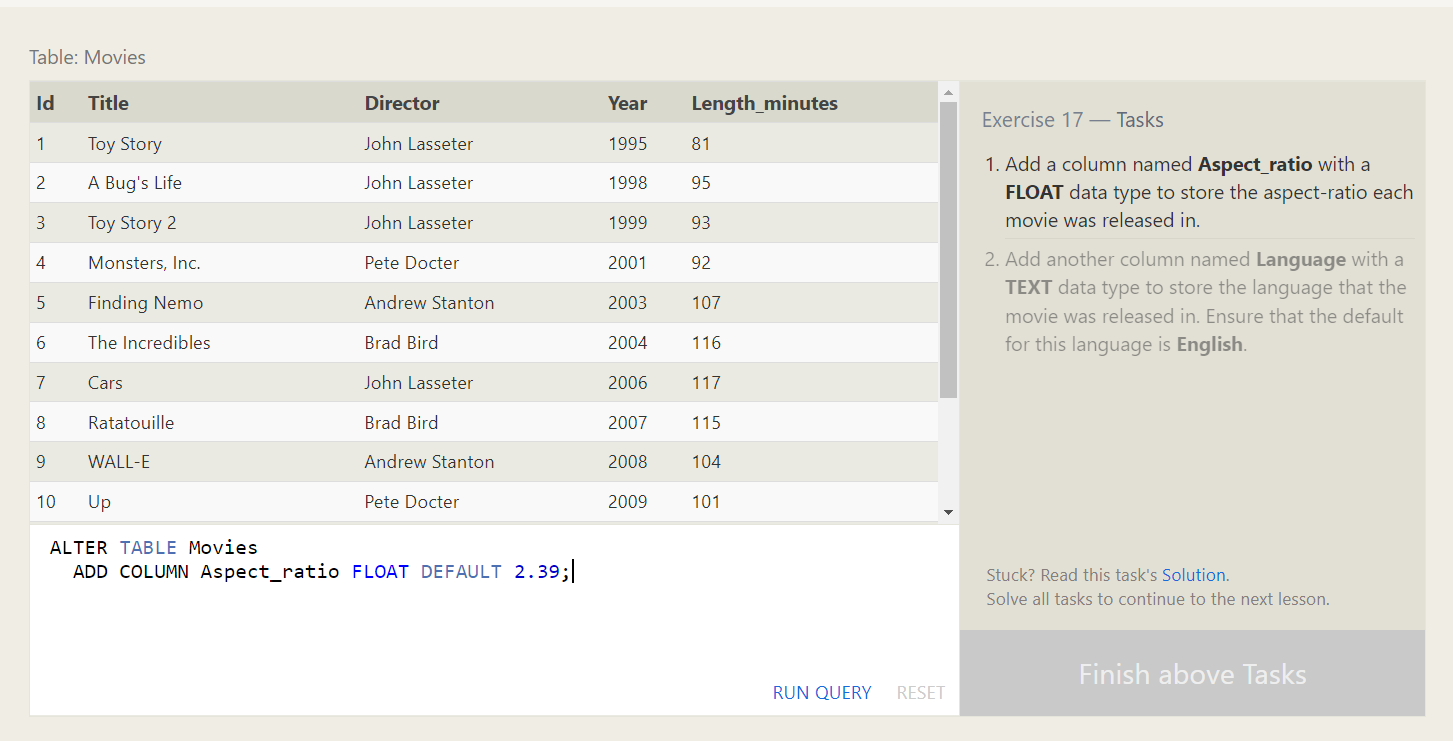 Table: Movies
Id Title Director Year Length_minutes
1 Toy Story John Lasseter 1995 81
2 A Bug's Life John Lasseter 1998 95
3 Toy Story 2 John Lasseter 1999 93
4 Monsters, Inc. Pete Docter 2001 92
5 Finding Nemo Andrew Stanton 2003 107
6 The Incredibles Brad Bird 2004 116
7 Cars John Lasseter 2006 117
8 Ratatouille Brad Bird 2007 115
9 WALL-E Andrew Stanton 2008 104
10 Up Pete Docter 2009 101
ALTER TABLE Movies
ADD COLUMN Aspect_ratio FLOAT DEFAULT 2.39;
RUN QUERY RESET
Exercise 17 — Tasks
1. Add a column named Aspect_ratio with a
FLOAT data type to store the aspect-ratio each
movie was released in.
2. Add another column named Language with a
TEXT data type to store the language that the
movie was released in. Ensure that the default
for this language is English.
Stuck? Read this task's Solution.
Solve all tasks to continue to the next lesson.
Finish above Tasks